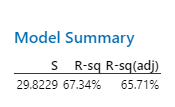 Model Summary
S R-sq R-sq(adj)
29.8229 67.34% 65.71%